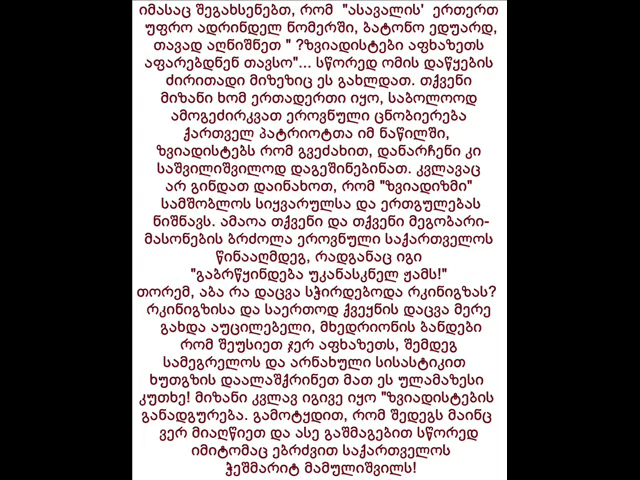 იმასაც შეგახსენებთ, რომ "ასავალის' ერთერთ
უფრო ადრინდელ ნომერში, ბატონო ედუარდ,
თავად აღნიშნეთ " ?ზვიადისტები აფხაზეთს
აფარებდნენ თავსო"... სწორედ ომის დაწყების
ძირითადი მიზეზიც ეს გახლდათ. თქვენი
მიზანი ხომ ერთადერთი იყო, საბოლოოდ
ამოგეძირკვათ ეროვნული ცნობიერება
ქართველ პატრიოტთა იმ ნაწილში,
ზვიადისტებს რომ გვეძახით, დანარჩენი კი
საშვილიშვილოდ დაგეშინებინათ. კვლავაც
არ გინდათ დაინახოთ, რომ "ზვიადიზმი"
სამშობლოს სიყვარულსა და ერთგულებას
ნიშნავს. ამაოა თქვენი და თქვენი მეგობარი-
მასონების ბრძოლა ეროვნული საქართველოს
წინააღმდეგ, რადგანაც იგი
"გაბრწყინდება უკანასკნელ ჟამს!"
თორემ, აბა რა დაცვა სჭირდებოდა რკინიგზას?
რკინიგზისა და საერთოდ ქვეყნის დაცვა მერე
გახდა აუცილებელი, მხედრიონის ბანდები
რომ შეუსიეთ ჯერ აფხაზეთს, შემდეგ
სამეგრელოს და არნახული სისასტიკით
ხუთგზის დაალაშქრინეთ მათ ეს ულამაზესი
კუთხე! მიზანი კვლავ იგივე იყო "ზვიადისტების
განადგურება. გამოტყდით, რომ შედეგს მაინც
ვერ მიაღწიეთ და ასე გაშმაგებით სწორედ
იმიტომაც ებრძვით საქართველოს
ჭეშმარიტ მამულიშვილს!